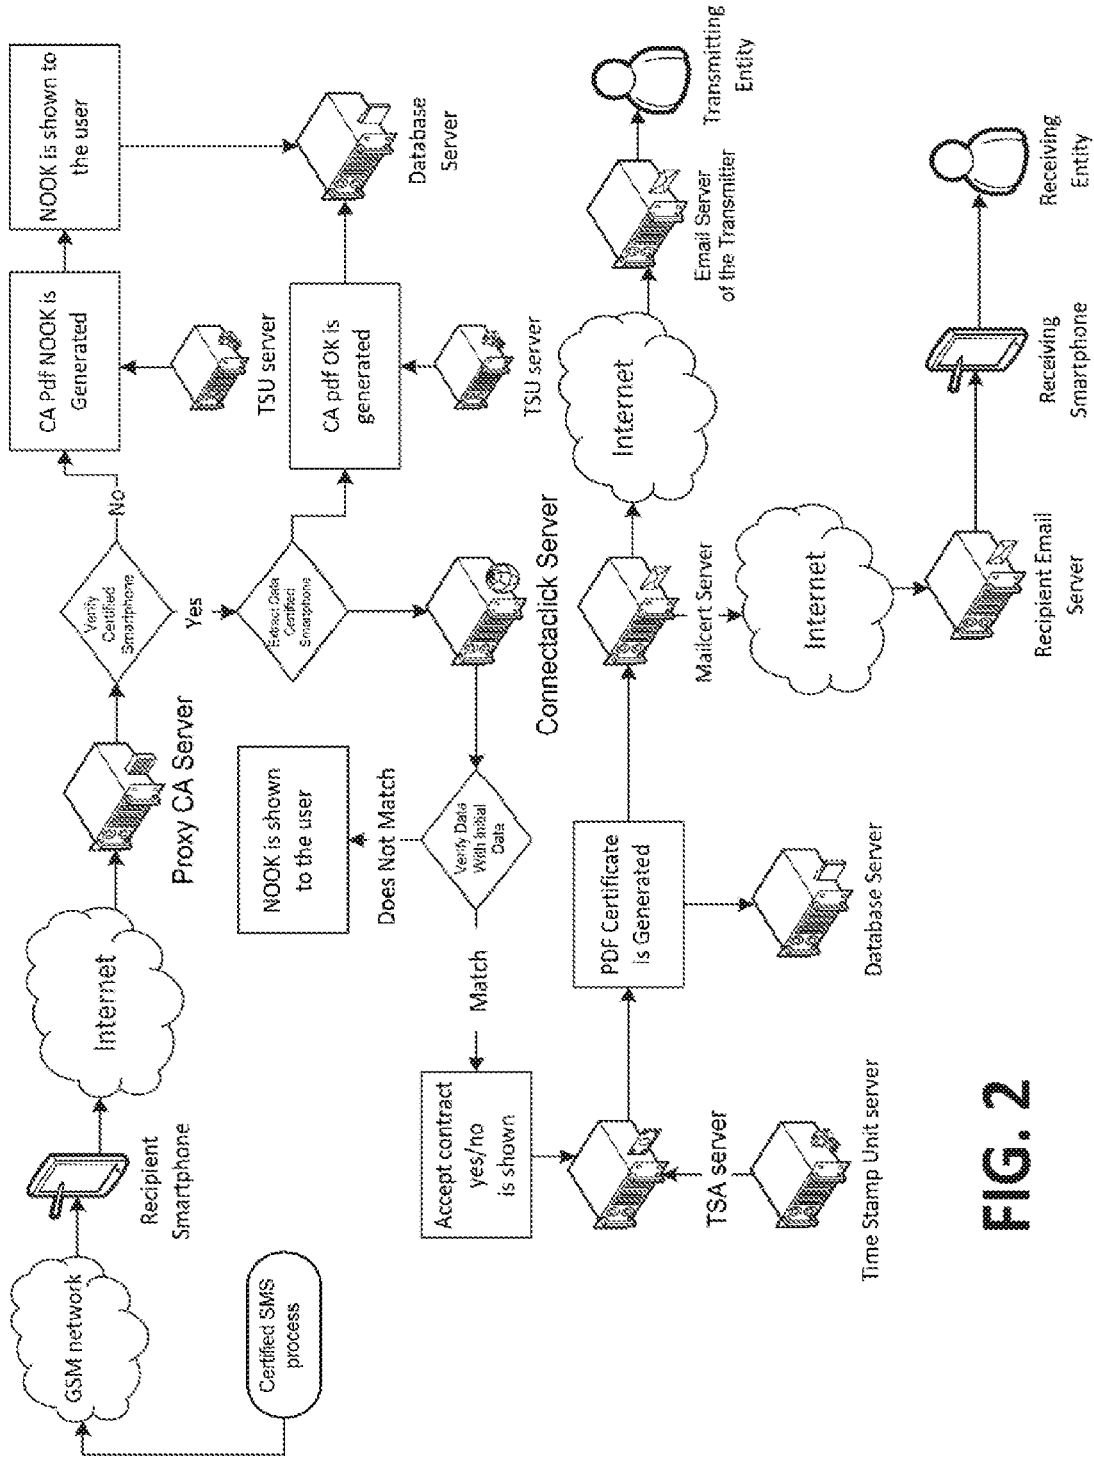 Certified SMS
process
GSM network
Recipient
Smartphone
Internet
Proxy CA Server
Verify
Certified
Smartphone
No
CA Pdf NOOK is
Generated
NOOK is shown to
the user
TSU server
Yes
Extract Data
Certified
Smartphone
CA pdf OK is
generated
Database
Server
TSU server
Connectaclick Server
NOOK is shown
to the user
Does Not Match
Verify Data
With Initial
Data
Match
Accept contract
yes/no
is shown
TSA server
Time Stamp Unit server
PDF Certificate
is Generated
Database Server
Mailcert Server
Internet
Email Server
of the Transmitter
Transmitting
Entity
Internet
Recipient Email
Server
Receiving
Smartphone
Receiving
Entity
FIG. 2